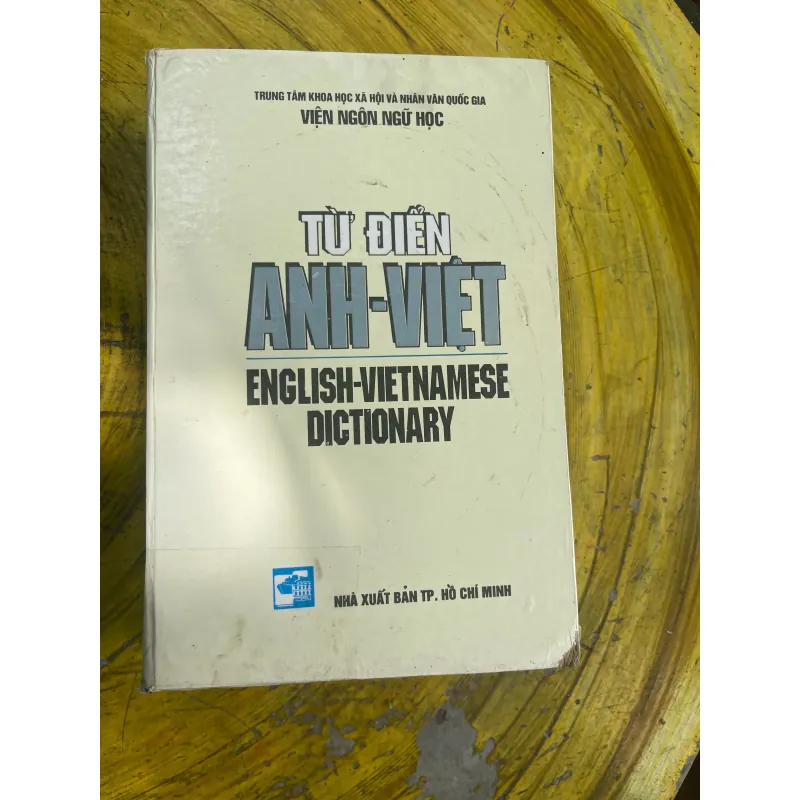 TRUNG TÂM KHOA HỌC XÃ HỘI VÀ NHÂN VĂN QUỐC GIA
VIỆN NGÔN NGỮ HỌC
TỪ ĐIỂN
ANH-VIỆT
ENGLISH-VIETNAMESE
DICTIONARY
NHÀ XUẤT BẢN TP. HỒ CHÍ MINH